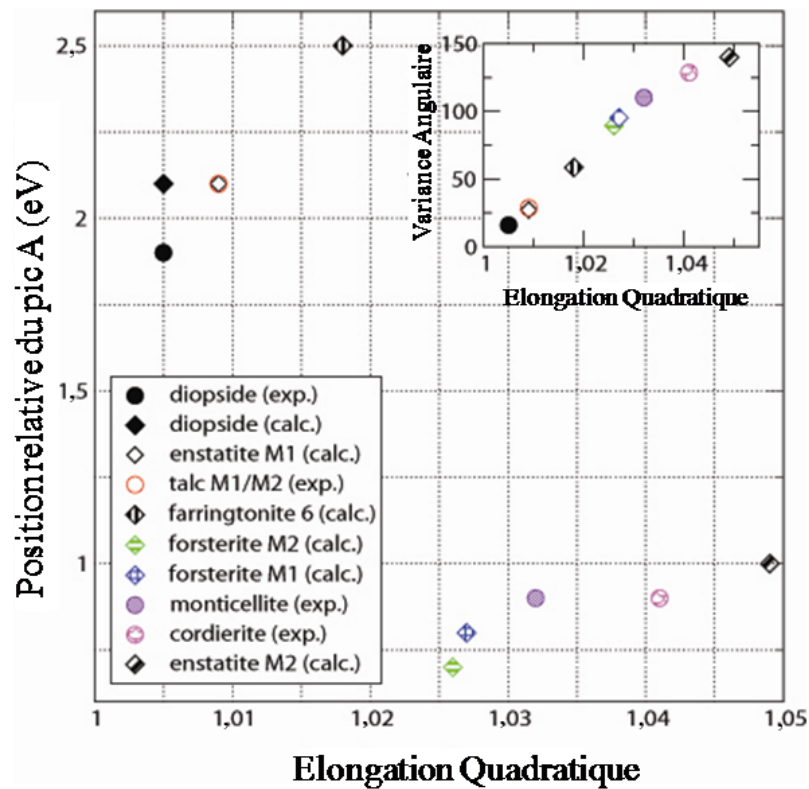 Position relative du pic A (eV)
2,5
2
1,5
1
1
1,01
1,02
1,03
1,04
1,05
Elongation Quadratique
Variance Angulaire
150
100
50
0
1
1,02
1,04
Elongation Quadratique
diopside (exp.)
diopside (calc.)
enstatite M1 (calc.)
talc M1/M2 (exp.)
farringtonite 6 (calc.)
forsterite M2 (calc.)
forsterite M1 (calc.)
monticellite (exp.)
cordierite (exp.)
enstatite M2 (calc.)